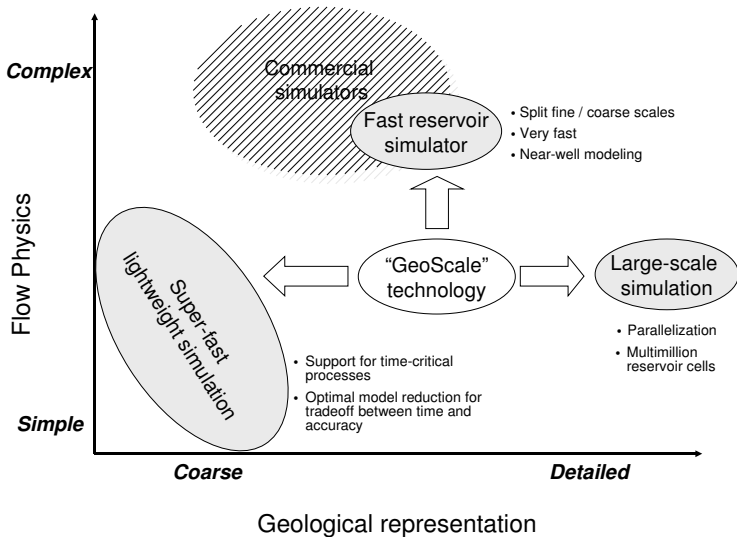 Complex
Commercial
simulators
Fast reservoir
simulator
• Split fine / coarse scales
• Very fast
• Near-well modeling
Flow Physics
"GeoScale"
technology
Large-scale
simulation
• Parallelization
• Multimillion
reservoir cells
Super-fast
lightweight simulation
• Support for time-critical
processes
• Optimal model reduction for
tradeoff between time and
accuracy
Simple
Coarse
Detailed
Geological representation